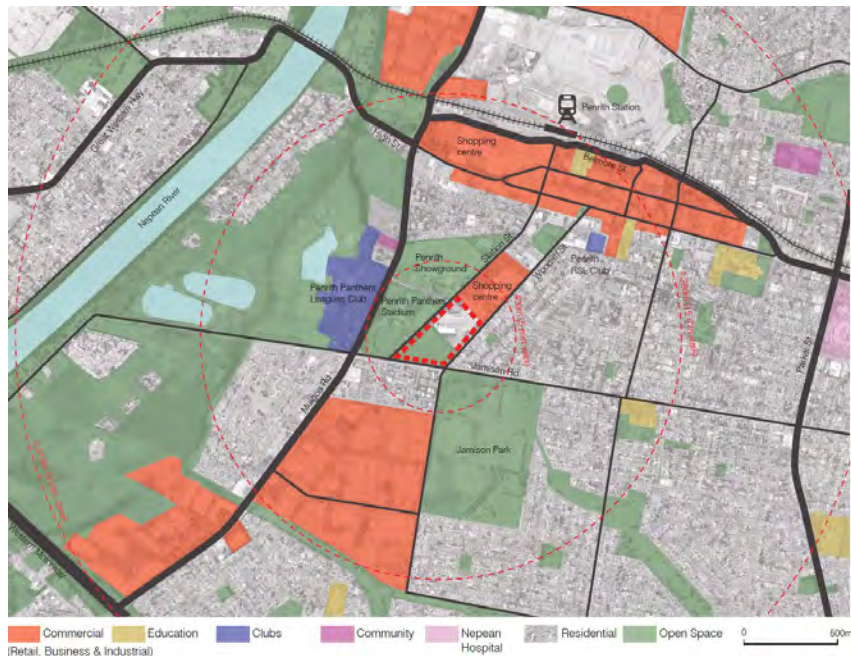 Great Western Hwy
Nepean River
High St
Penrith Station
Shopping
centre
Belmore St
Penrith
Showground
Station St
Woodriff St
Penrith
RSL Club
Penrith Panthers
Leagues Club
Penrith Panthers
Stadium
Shopping
centre
Jamison Rd
Mulgoa Rd
Jamison Park
Parker St
Western Motorway
Commercial
(Retail, Business & Industrial)
Education
Clubs
Community
Nepean
Hospital
Residential
Open Space
0
500m